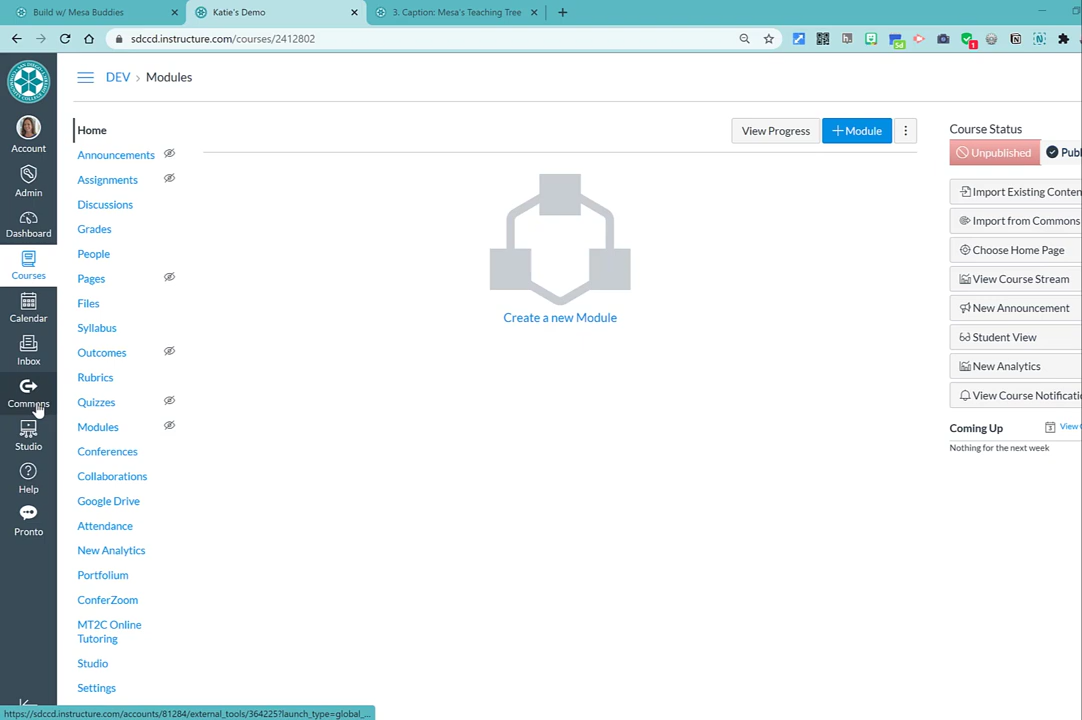 Build w/ Mesa Buddies
Katie's Demo
3. Caption: Mesa's Teaching Tree
sdccd.instructure.com/courses/2412802
DEV › Modules
Account
Admin
Dashboard
Courses
Calendar
Inbox
Commons
Studio
Help
Pronto
Home
Announcements
Assignments
Discussions
Grades
People
Pages
Files
Syllabus
Outcomes
Rubrics
Quizzes
Modules
Conferences
Collaborations
Google Drive
Attendance
New Analytics
Portfolium
ConferZoom
MT2C Online
Tutoring
Studio
Settings
View Progress
+ Module
Create a new Module
Course Status
Unpublished
Publ
Import Existing Conten
Import from Commons
Choose Home Page
View Course Stream
New Announcement
Student View
New Analytics
View Course Notificati
Coming Up
View C
Nothing for the next week
https://sdccd.instructure.com/accounts/81284/external_tools/364225?launch_type=global_...